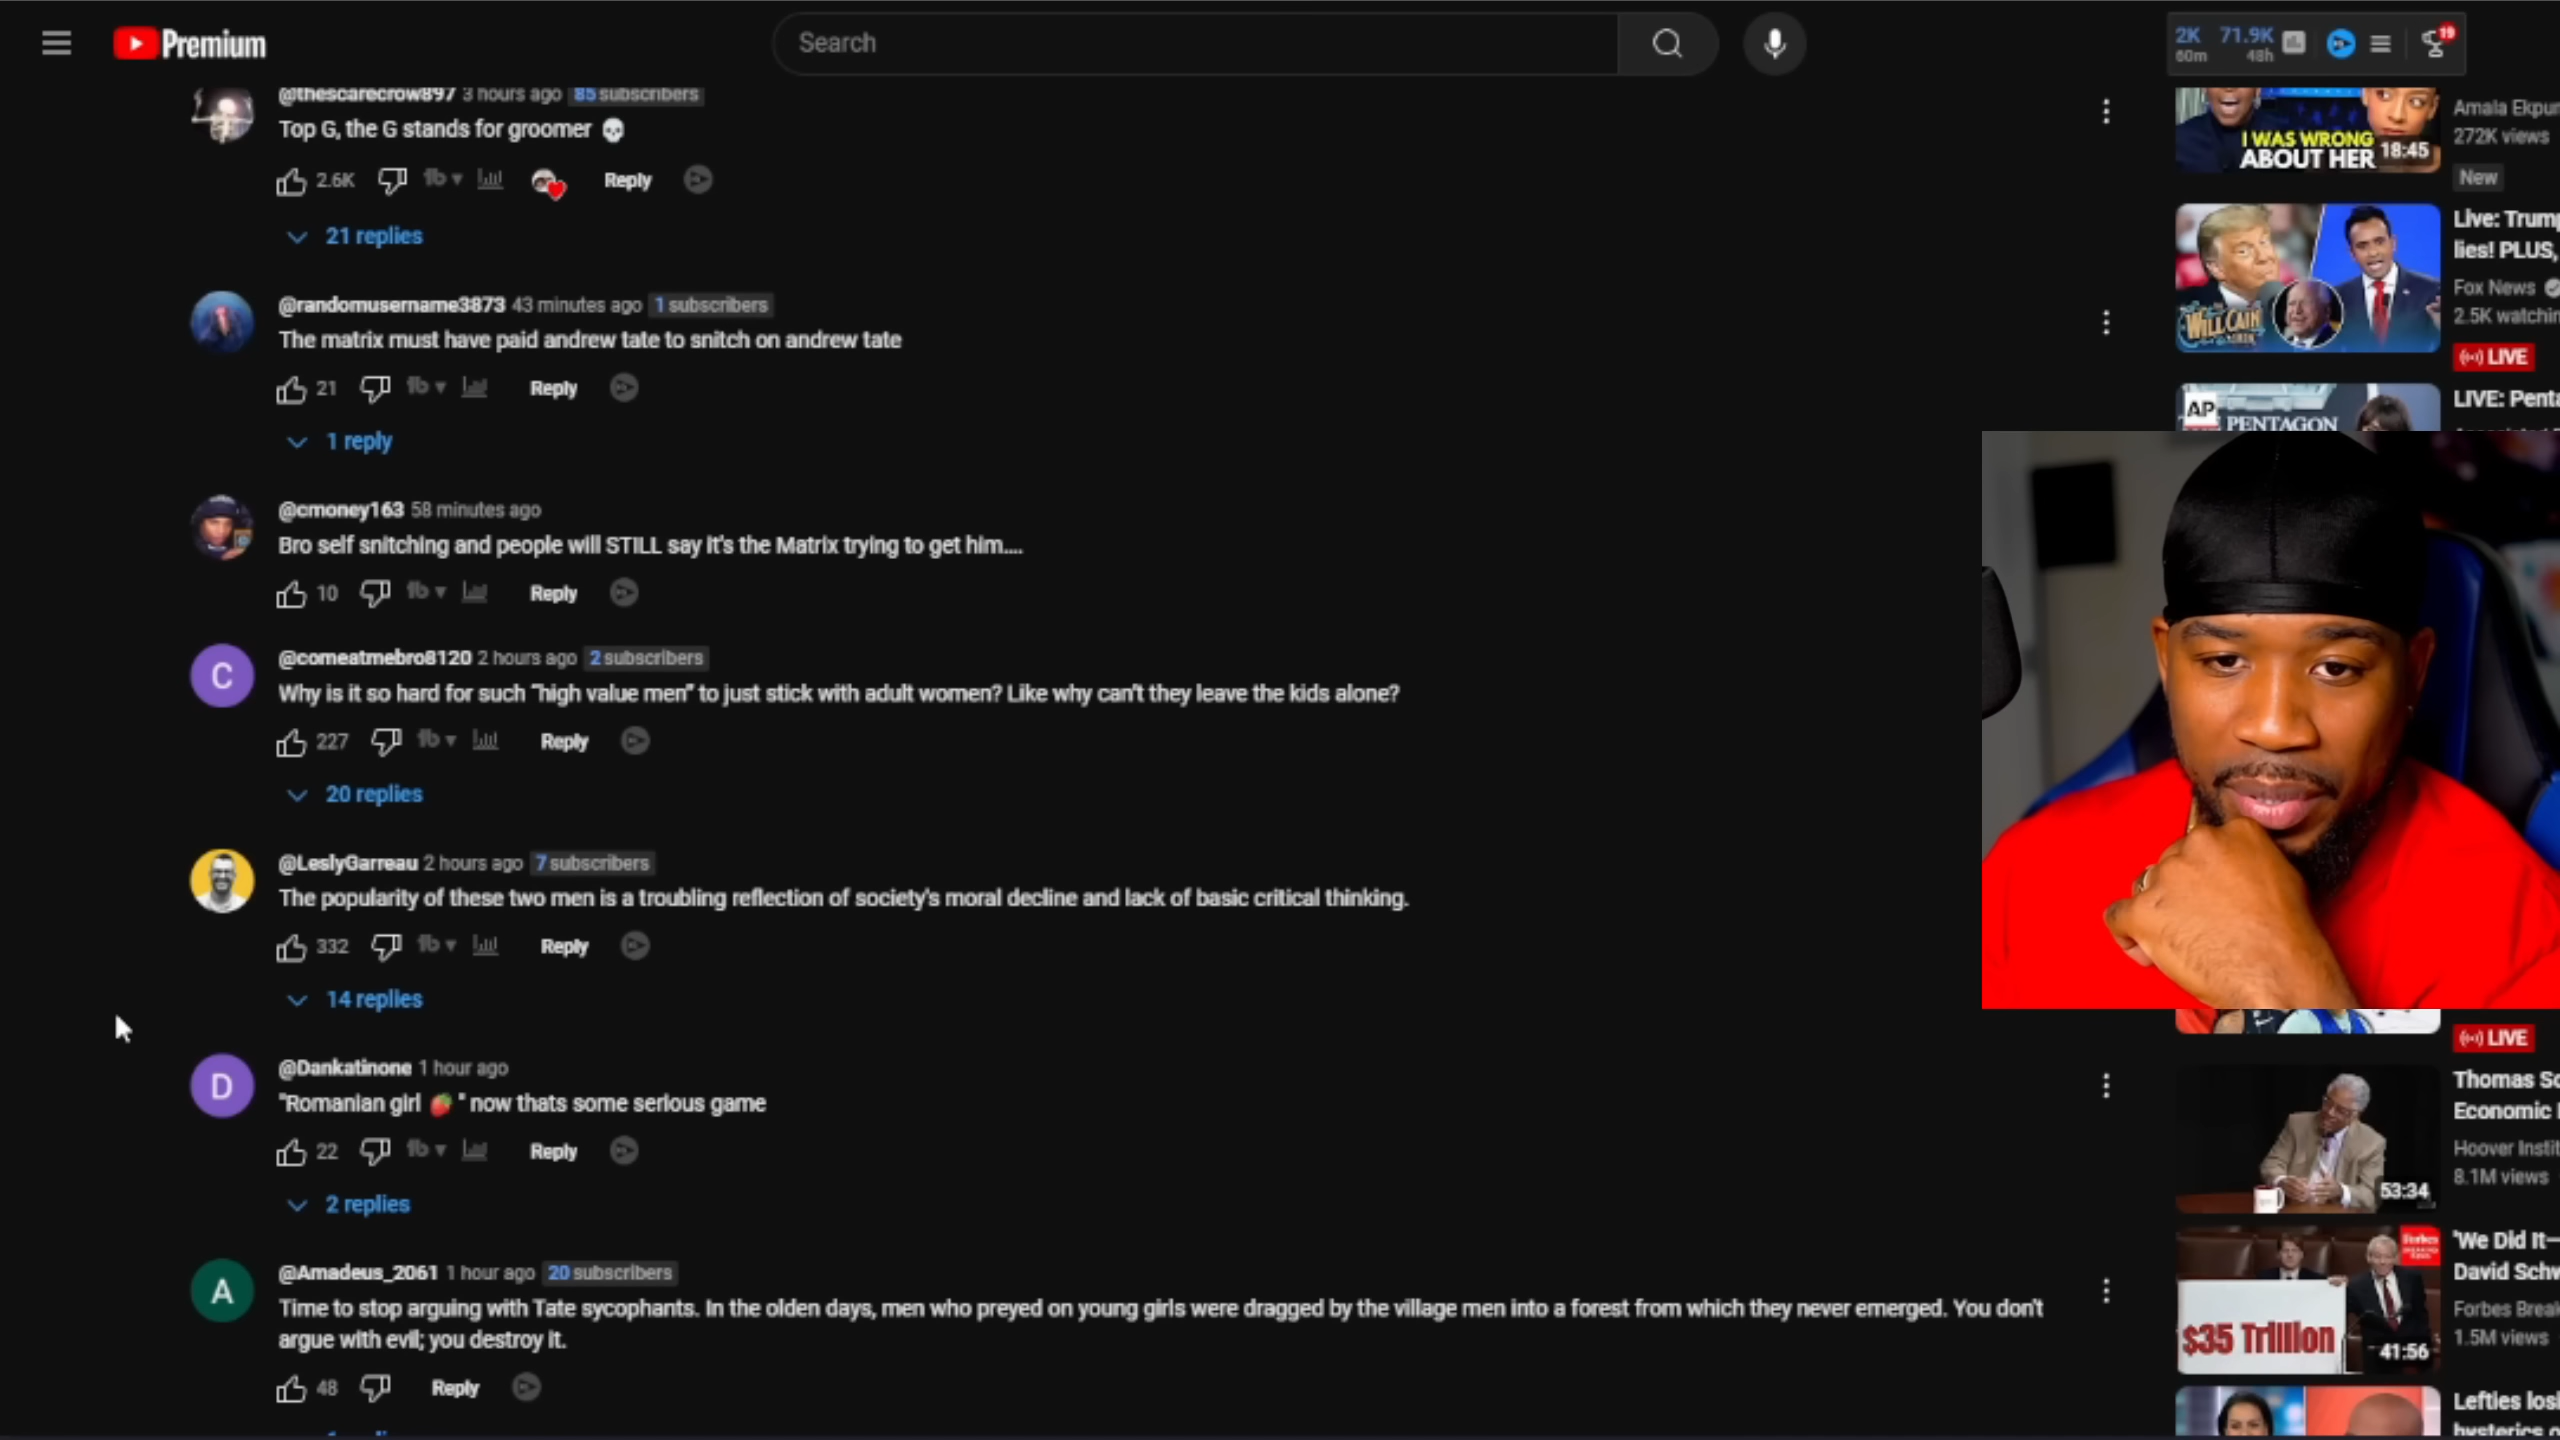 Premium
Search
2K 71.9K
60m 48h
19
@thescarecrow897 3 hours ago 85 subscribers
Top G, the G stands for groomer 💀
2.6K
Reply
21 replies
@randomusername3873 43 minutes ago 1 subscribers
The matrix must have paid andrew tate to snitch on andrew tate
21
Reply
1 reply
@cmoney163 58 minutes ago
Bro self snitching and people will STILL say it's the Matrix trying to get him....
10
Reply
C
@comeatmebro8120 2 hours ago 2 subscribers
Why is it so hard for such "high value men" to just stick with adult women? Like why can't they leave the kids alone?
227
Reply
20 replies
@LeslyGarreau 2 hours ago 7 subscribers
The popularity of these two men is a troubling reflection of society's moral decline and lack of basic critical thinking.
332
Reply
14 replies
D
@Dankatinone 1 hour ago
"Romanian girl 🍓 " now thats some serious game
22
Reply
2 replies
A
@Amadeus_2061 1 hour ago 20 subscribers
Time to stop arguing with Tate sycophants. In the olden days, men who preyed on young girls were dragged by the village men into a forest from which they never emerged. You don't
argue with evil; you destroy it.
48
Reply
I WAS WRONG
ABOUT HER
18:45
Amala Ekpur
272K views
New
WILL CAIN
Live: Trump
lies! PLUS,
Fox News
2.5K watchin
LIVE
AP
PENTAGON
LIVE: Penta
LIVE
53:34
Thomas So
Economic
Hoover Instit
8.1M views
Forbes
$35 Trillion
41:56
'We Did It—
David Schw
Forbes Break
1.5M views
Lefties losi
hysterics o